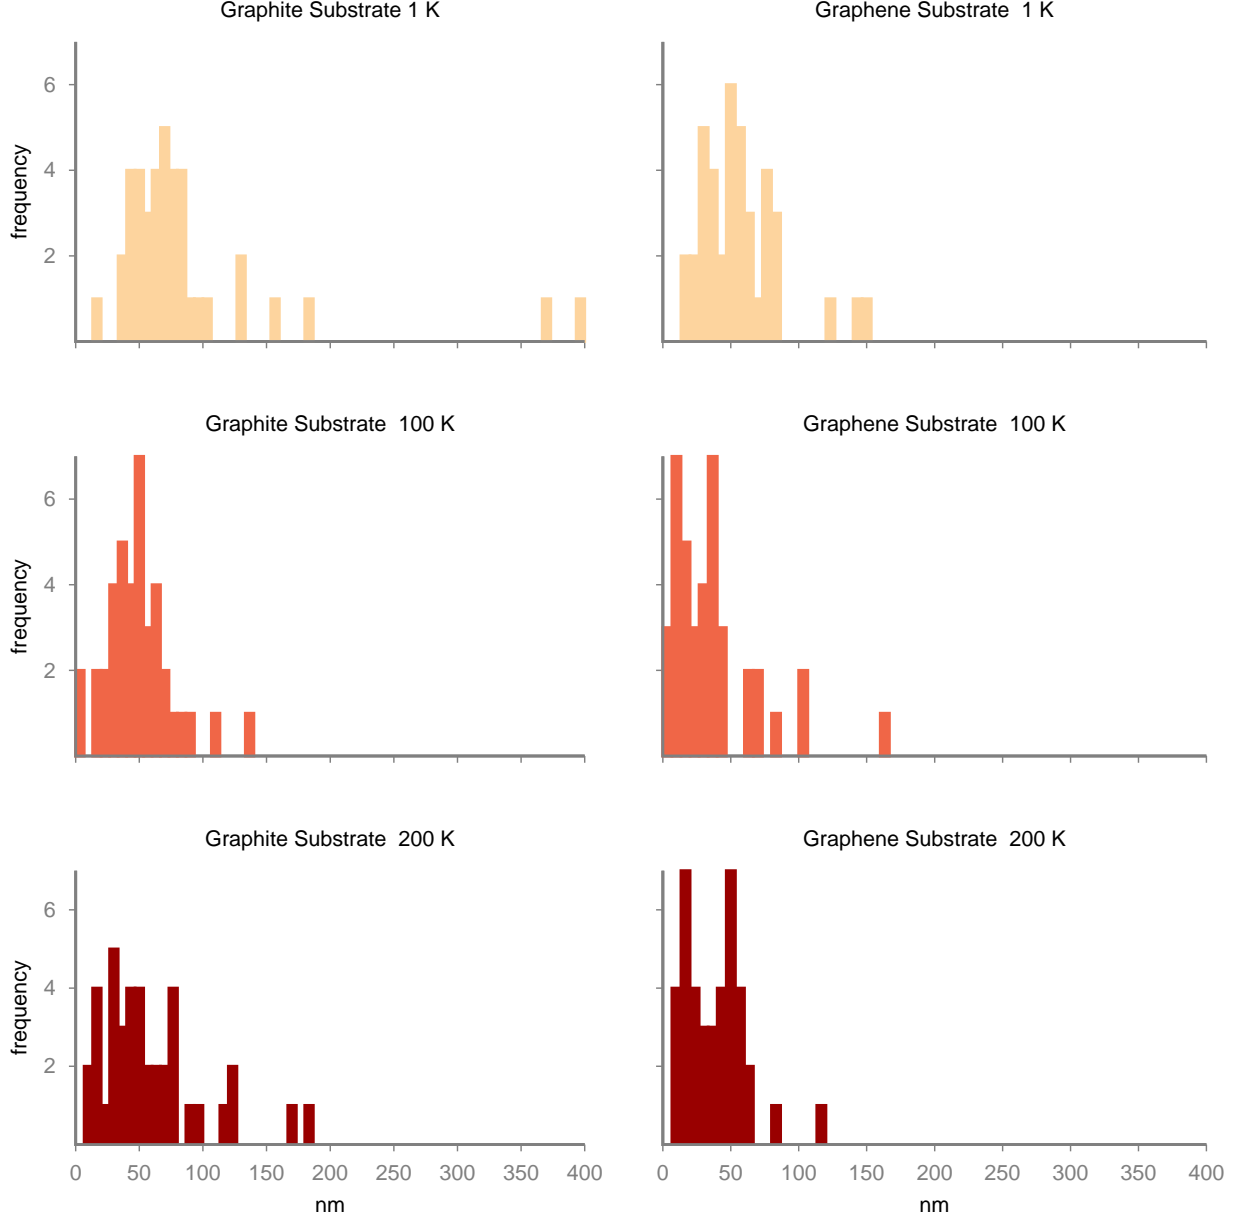 Graphite Substrate 1 K
Graphene Substrate  1 K
6
4
2
frequency
Graphite Substrate  100 K
Graphene Substrate  100 K
6
4
2
frequency
Graphite Substrate  200 K
Graphene Substrate  200 K
6
4
2
frequency
0 50 100 150 200 250 300 350 400
0 50 100 150 200 250 300 350 400
nm
nm